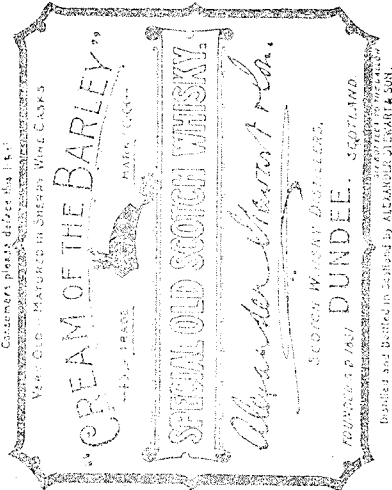 Consumers please deface this label
VERY OLD - MATURED IN SHERRY WINE CASKS
"CREAM OF THE BARLEY"
TRADE MARK
SPECIAL OLD SCOTCH WHISKY.
Alexander Stewart & Son.
SCOTCH WHISKY DISTILLERS,
FOUNDED 1831 DUNDEE, SCOTLAND.
Distilled and Bottled in Scotland by ALEXANDER STEWART & SON,